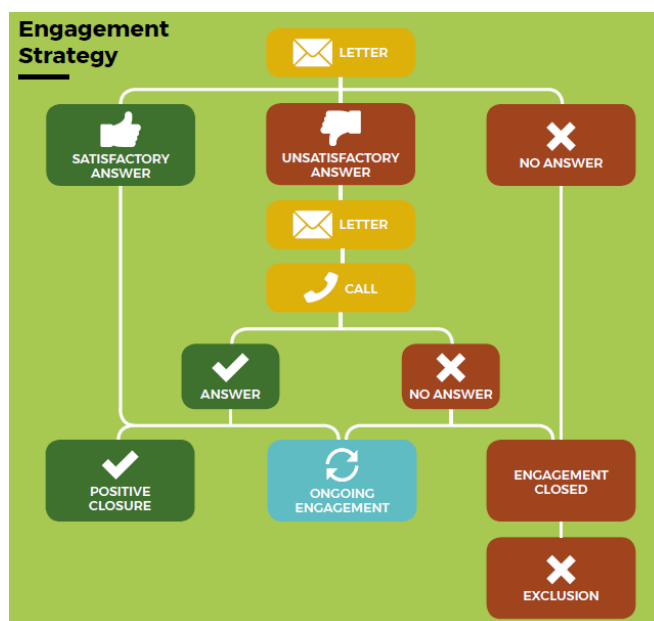 Engagement
Strategy
LETTER
SATISFACTORY
ANSWER
UNSATISFACTORY
ANSWER
NO ANSWER
LETTER
CALL
ANSWER
NO ANSWER
POSITIVE
CLOSURE
ONGOING
ENGAGEMENT
ENGAGEMENT
CLOSED
EXCLUSION